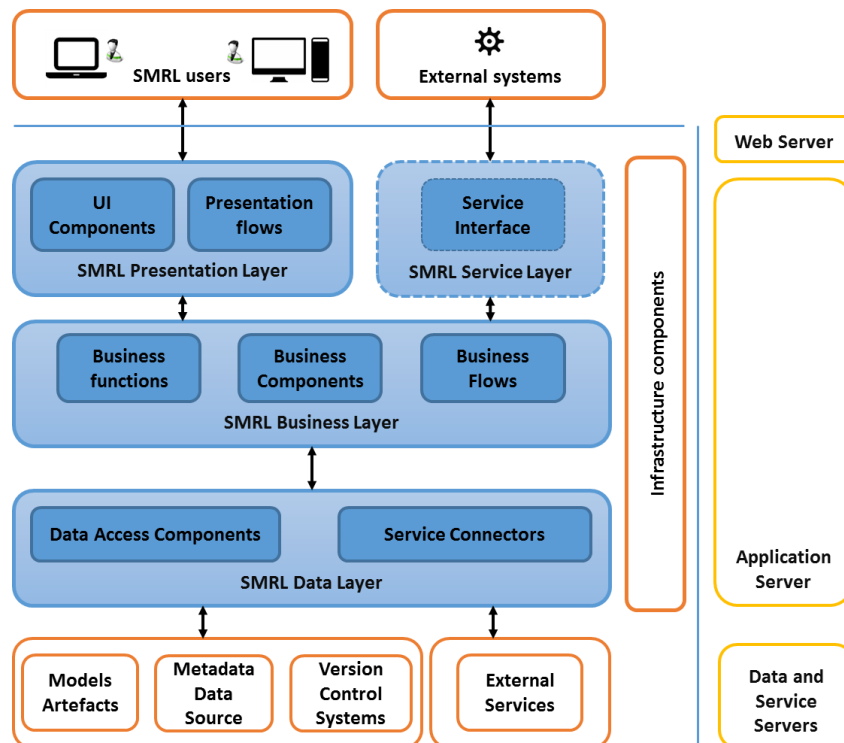 SMRL users
External systems
Web Server
UI
Components
Presentation
flows
SMRL Presentation Layer
Service
Interface
SMRL Service Layer
Infrastructure components
Business
functions
Business
Components
Business
Flows
SMRL Business Layer
Data Access Components
Service Connectors
SMRL Data Layer
Application
Server
Models
Artefacts
Metadata
Data
Source
Version
Control
Systems
External
Services
Data and
Service
Servers